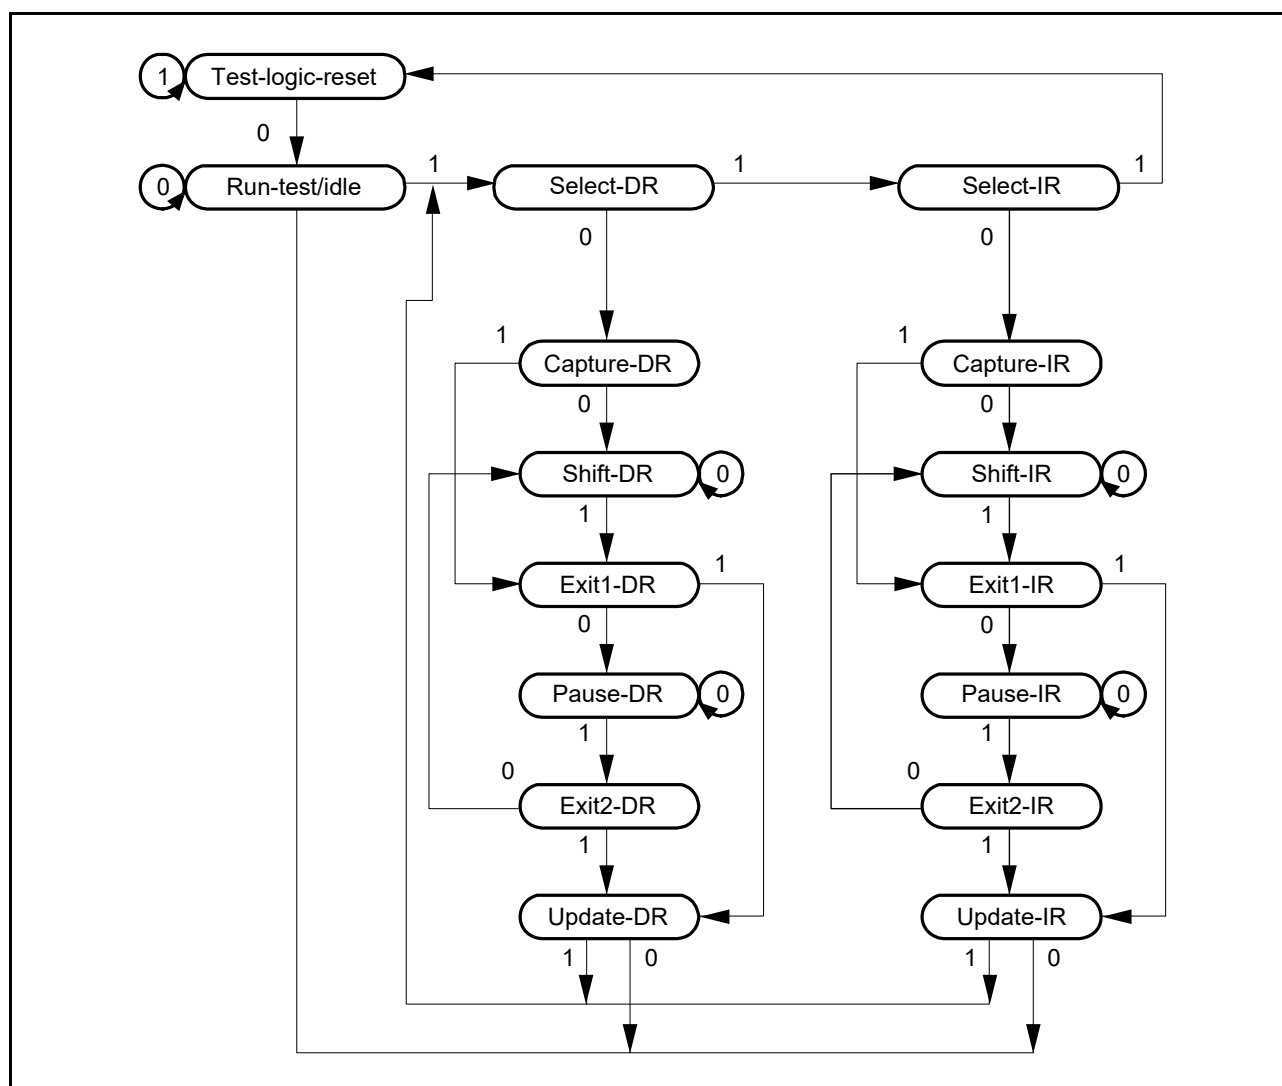 1 Test-logic-reset
0
0 Run-test/idle 1 Select-DR 1 Select-IR 1
0 0
1 1
Capture-DR Capture-IR
0 0
Shift-DR 0 Shift-IR 0
1 1
Exit1-DR 1 Exit1-IR 1
0 0
Pause-DR 0 Pause-IR 0
1 1
0 0
Exit2-DR Exit2-IR
1 1
Update-DR Update-IR
1 0 1 0